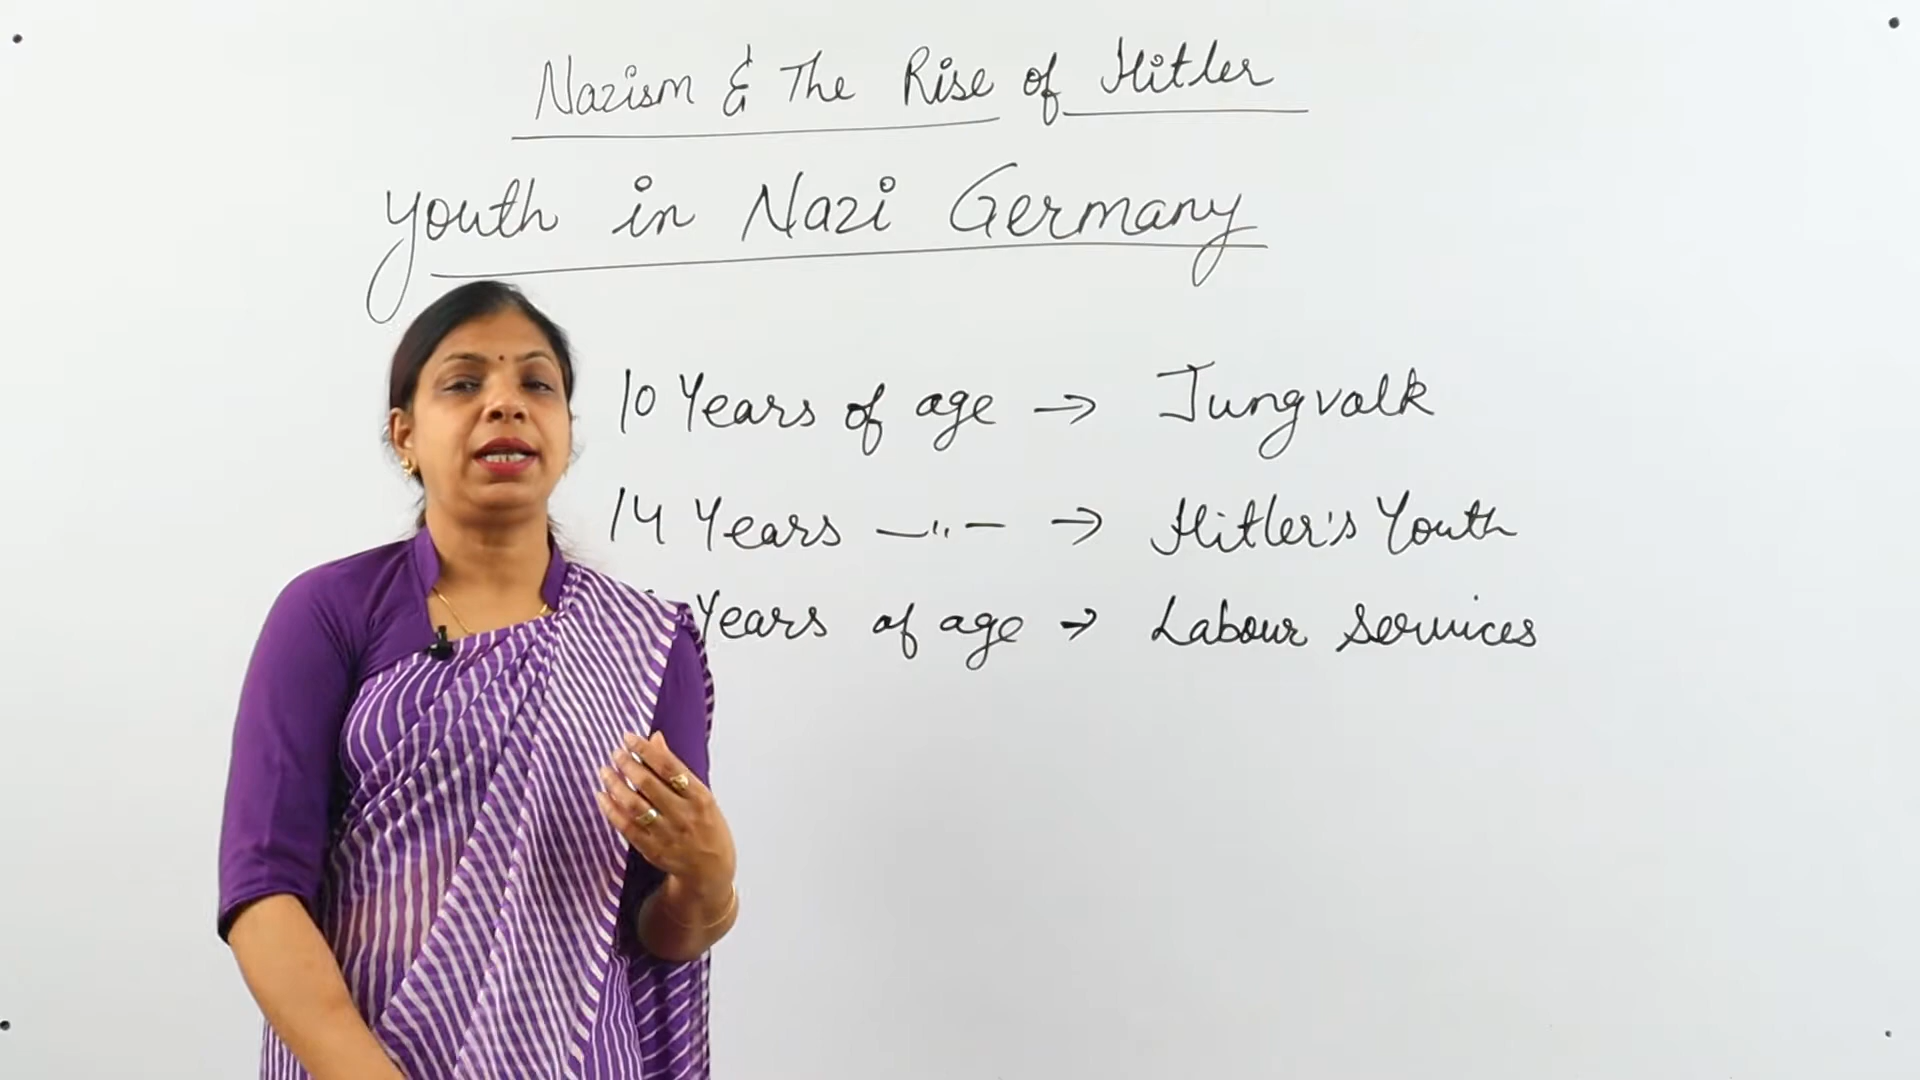 Nazism & The Rise of Hitler
Youth in Nazi Germany
10 Years of age → Jungvolk
14 Years —"— → Hitler's Youth
Years of age → Labour Services